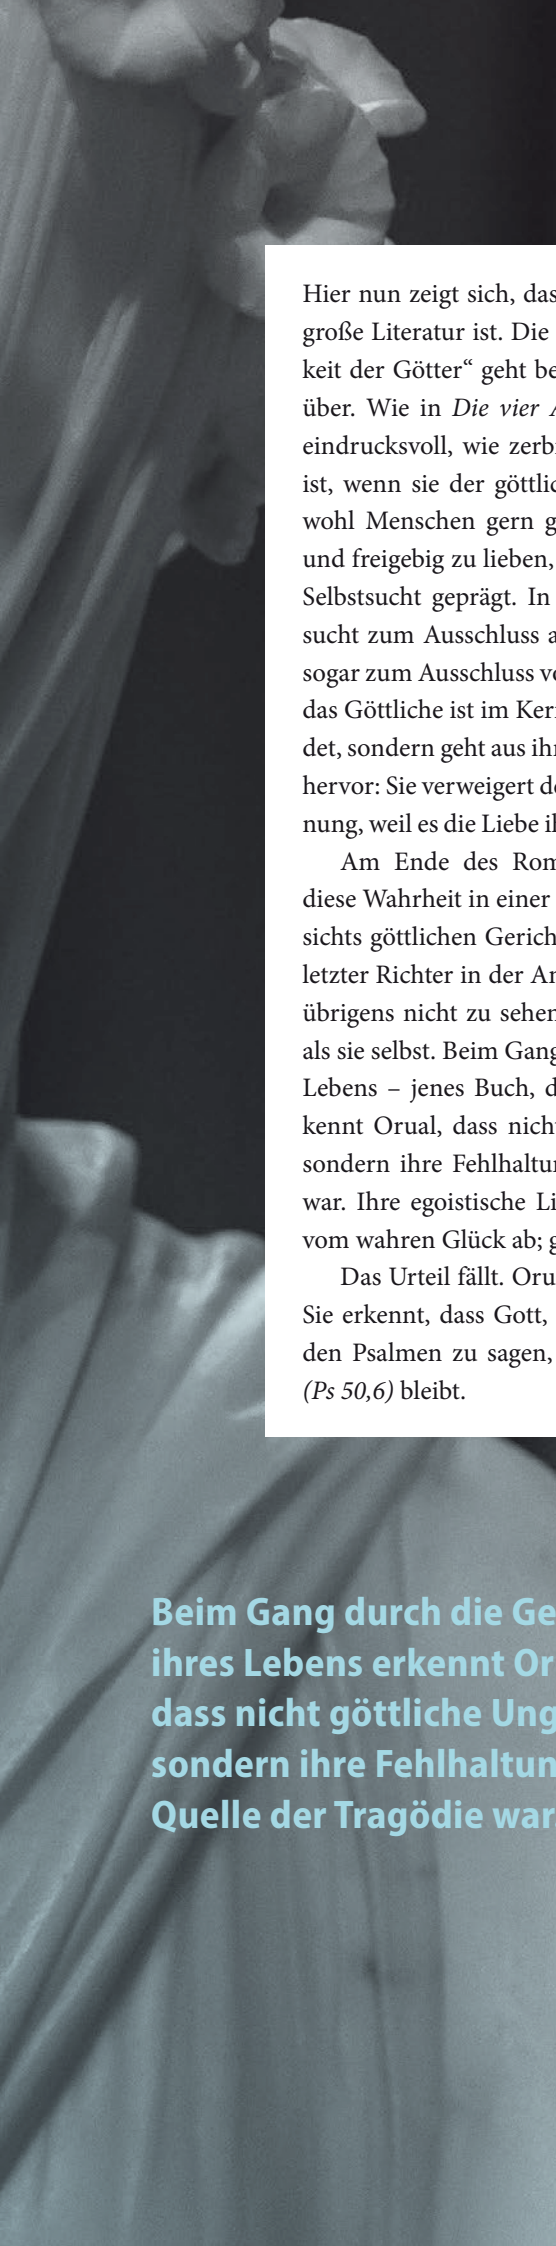 Hier nun zeigt sich, das
große Literatur ist. Die
keit der Götter“ geht be
über. Wie in Die vier
eindrucksvoll, wie zerb
ist, wenn sie der göttlic
wohl Menschen gern g
und freigebig zu lieben,
Selbstsucht geprägt. In
sucht zum Ausschluss a
sogar zum Ausschluss vo
das Göttliche ist im Ker
det, sondern geht aus ih
hervor: Sie verweigert de
nung, weil es die Liebe i
Am Ende des Rom
diese Wahrheit in einer
sichts göttlichen Gerich
letzter Richter in der An
übrigens nicht zu sehen
als sie selbst. Beim Gang
Lebens – jenes Buch, d
kennt Orual, dass nich
sondern ihre Fehlhaltu
war. Ihre egoistische Li
vom wahren Glück ab; g
Das Urteil fällt. Oru
Sie erkennt, dass Gott,
den Psalmen zu sagen,
(Ps 50,6) bleibt.
Beim Gang durch die Ge
ihres Lebens erkennt Or
dass nicht göttliche Ung
sondern ihre Fehlhaltun
Quelle der Tragödie war